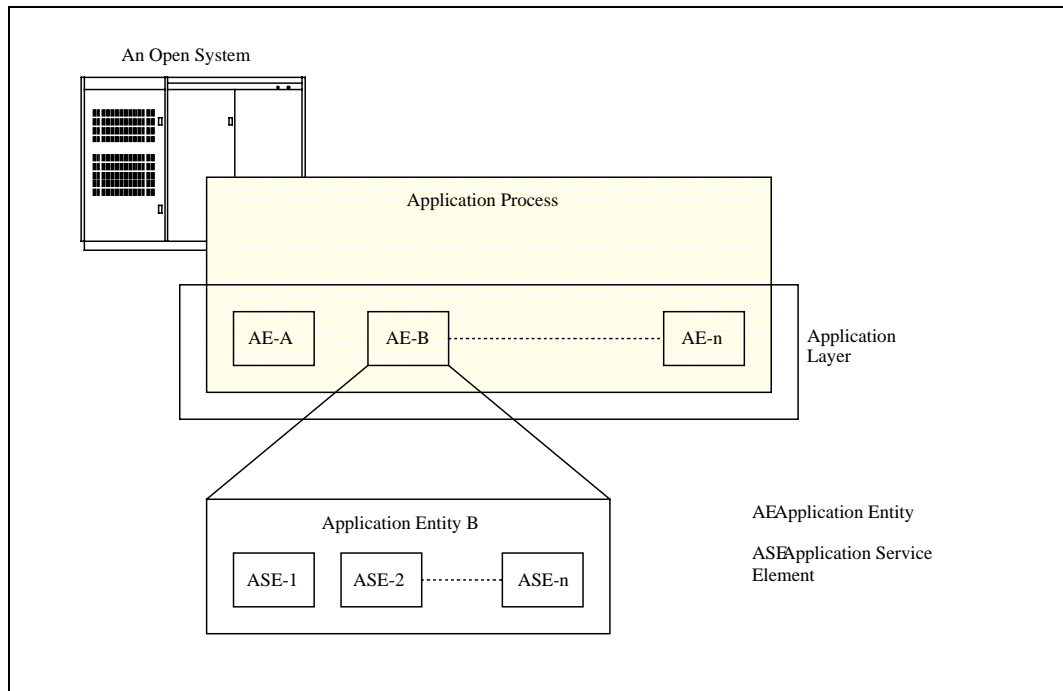 An Open System
Application Process
AE-A
AE-B
AE-n
Application
Layer
Application Entity B
ASE-1
ASE-2
ASE-n
AEApplication Entity
ASEApplication Service
Element